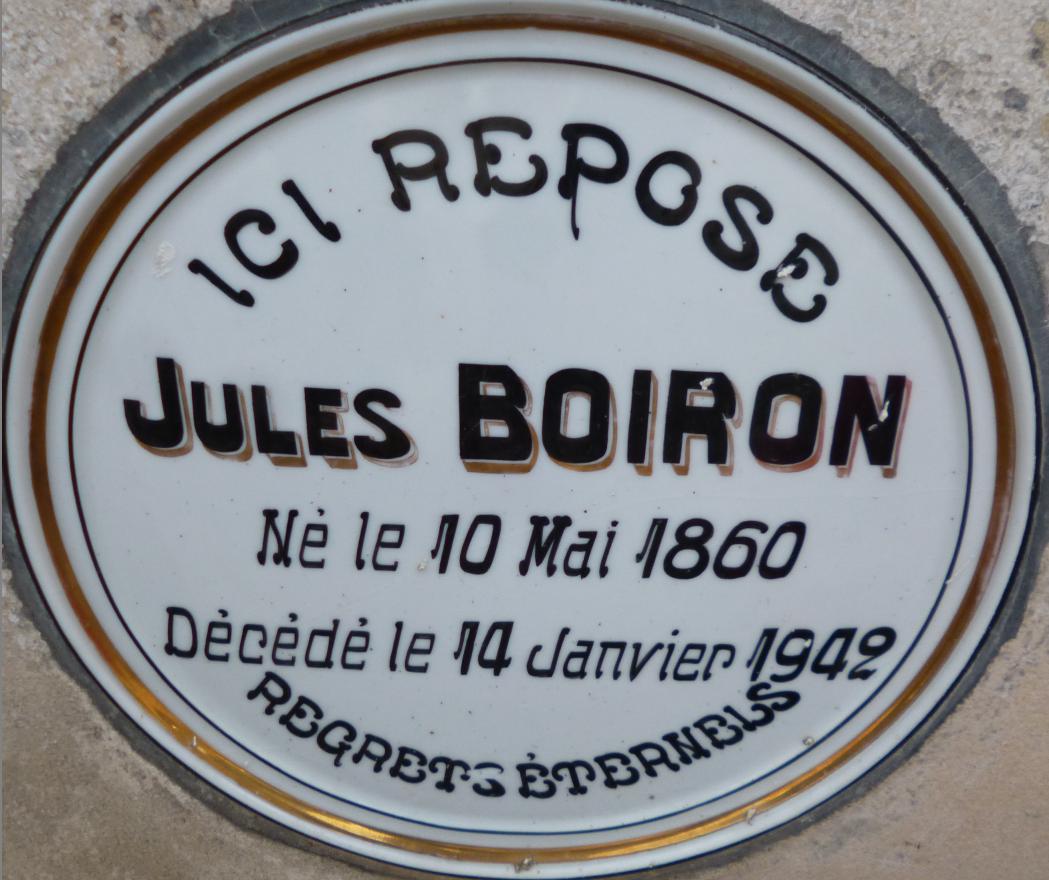 ICI REPOSE
JULES BOIRON
Né le 10 Mai 1860
Décédé le 14 Janvier 1942
REGRETS ÉTERNELS